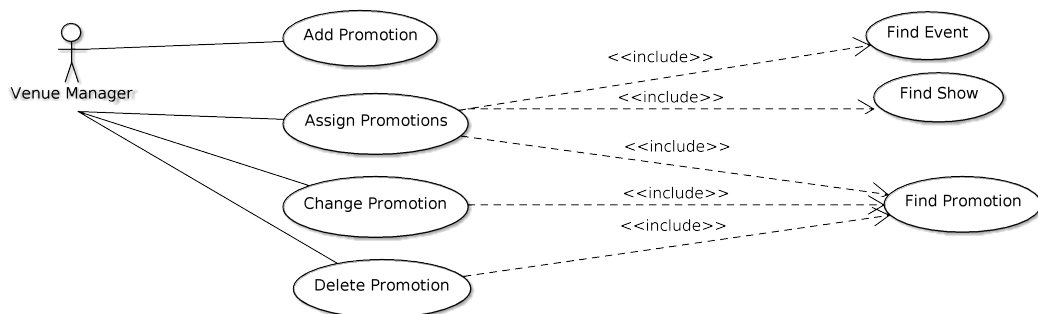 Add Promotion
Find Event
<<include>>
Venue Manager
<<include>>
Find Show
Assign Promotions
<<include>>
<<include>>
Change Promotion
Find Promotion
<<include>>
Delete Promotion